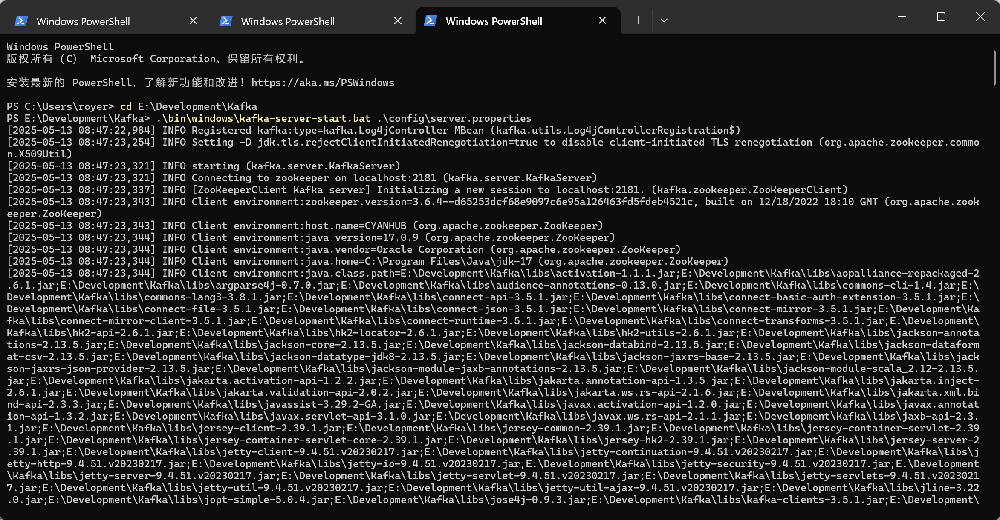 Windows PowerShell
Windows PowerShell
Windows PowerShell
Windows PowerShell
版权所有 (C) Microsoft Corporation。保留所有权利。
安装最新的 PowerShell,了解新功能和改进!https://aka.ms/PSWindows
PS C:\Users\royer> cd E:\Development\Kafka
PS E:\Development\Kafka> .\bin\windows\kafka-server-start.bat .\config\server.properties
[2025-05-13 08:47:22,984] INFO Registered kafka:type=kafka.Log4jController MBean (kafka.utils.Log4jControllerRegistration$)
[2025-05-13 08:47:23,254] INFO Setting -D jdk.tls.rejectClientInitiatedRenegotiation=true to disable client-initiated TLS renegotiation (org.apache.zookeeper.commo
n.X509Util)
[2025-05-13 08:47:23,321] INFO starting (kafka.server.KafkaServer)
[2025-05-13 08:47:23,321] INFO Connecting to zookeeper on localhost:2181 (kafka.server.KafkaServer)
[2025-05-13 08:47:23,337] INFO [ZooKeeperClient Kafka server] Initializing a new session to localhost:2181. (kafka.zookeeper.ZooKeeperClient)
[2025-05-13 08:47:23,343] INFO Client environment:zookeeper.version=3.6.4--d65253dcf68e9097c6e95a126463fd5fdeb4521c, built on 12/18/2022 18:10 GMT (org.apache.zook
eeper.ZooKeeper)
[2025-05-13 08:47:23,343] INFO Client environment:host.name=CYANHUB (org.apache.zookeeper.ZooKeeper)
[2025-05-13 08:47:23,344] INFO Client environment:java.version=17.0.9 (org.apache.zookeeper.ZooKeeper)
[2025-05-13 08:47:23,344] INFO Client environment:java.vendor=Oracle Corporation (org.apache.zookeeper.ZooKeeper)
[2025-05-13 08:47:23,344] INFO Client environment:java.home=C:\Program Files\Java\jdk-17 (org.apache.zookeeper.ZooKeeper)
[2025-05-13 08:47:23,344] INFO Client environment:java.class.path=E:\Development\Kafka\libs\activation-1.1.1.jar;E:\Development\Kafka\libs\aopalliance-repackaged-2
.6.1.jar;E:\Development\Kafka\libs\argparse4j-0.7.0.jar;E:\Development\Kafka\libs\audience-annotations-0.13.0.jar;E:\Development\Kafka\libs\commons-cli-1.4.jar;E:\
Development\Kafka\libs\commons-lang3-3.8.1.jar;E:\Development\Kafka\libs\connect-api-3.5.1.jar;E:\Development\Kafka\libs\connect-basic-auth-extension-3.5.1.jar;E:\
Development\Kafka\libs\connect-file-3.5.1.jar;E:\Development\Kafka\libs\connect-json-3.5.1.jar;E:\Development\Kafka\libs\connect-mirror-3.5.1.jar;E:\Development\Ka
fka\libs\connect-mirror-client-3.5.1.jar;E:\Development\Kafka\libs\connect-runtime-3.5.1.jar;E:\Development\Kafka\libs\connect-transforms-3.5.1.jar;E:\Development\
Kafka\libs\hk2-api-2.6.1.jar;E:\Development\Kafka\libs\hk2-locator-2.6.1.jar;E:\Development\Kafka\libs\hk2-utils-2.6.1.jar;E:\Development\Kafka\libs\jackson-annota
tions-2.13.5.jar;E:\Development\Kafka\libs\jackson-core-2.13.5.jar;E:\Development\Kafka\libs\jackson-databind-2.13.5.jar;E:\Development\Kafka\libs\jackson-dataform
at-csv-2.13.5.jar;E:\Development\Kafka\libs\jackson-datatype-jdk8-2.13.5.jar;E:\Development\Kafka\libs\jackson-jaxrs-base-2.13.5.jar;E:\Development\Kafka\libs\jack
son-jaxrs-json-provider-2.13.5.jar;E:\Development\Kafka\libs\jackson-module-jaxb-annotations-2.13.5.jar;E:\Development\Kafka\libs\jackson-module-scala_2.12-2.13.5.
jar;E:\Development\Kafka\libs\jakarta.activation-api-1.2.2.jar;E:\Development\Kafka\libs\jakarta.annotation-api-1.3.5.jar;E:\Development\Kafka\libs\jakarta.inject-
2.6.1.jar;E:\Development\Kafka\libs\jakarta.validation-api-2.0.2.jar;E:\Development\Kafka\libs\jakarta.ws.rs-api-2.1.6.jar;E:\Development\Kafka\libs\jakarta.xml.bi
nd-api-2.3.3.jar;E:\Development\Kafka\libs\javassist-3.29.2-GA.jar;E:\Development\Kafka\libs\javax.activation-api-1.2.0.jar;E:\Development\Kafka\libs\javax.annotat
ion-api-1.3.2.jar;E:\Development\Kafka\libs\javax.servlet-api-3.1.0.jar;E:\Development\Kafka\libs\javax.ws.rs-api-2.1.1.jar;E:\Development\Kafka\libs\jaxb-api-2.3.
1.jar;E:\Development\Kafka\libs\jersey-client-2.39.1.jar;E:\Development\Kafka\libs\jersey-common-2.39.1.jar;E:\Development\Kafka\libs\jersey-container-servlet-2.39
.1.jar;E:\Development\Kafka\libs\jersey-container-servlet-core-2.39.1.jar;E:\Development\Kafka\libs\jersey-hk2-2.39.1.jar;E:\Development\Kafka\libs\jersey-server-2
.39.1.jar;E:\Development\Kafka\libs\jetty-client-9.4.51.v20230217.jar;E:\Development\Kafka\libs\jetty-continuation-9.4.51.v20230217.jar;E:\Development\Kafka\libs\j
etty-http-9.4.51.v20230217.jar;E:\Development\Kafka\libs\jetty-io-9.4.51.v20230217.jar;E:\Development\Kafka\libs\jetty-security-9.4.51.v20230217.jar;E:\Development
\Kafka\libs\jetty-server-9.4.51.v20230217.jar;E:\Development\Kafka\libs\jetty-servlet-9.4.51.v20230217.jar;E:\Development\Kafka\libs\jetty-servlets-9.4.51.v2023021
7.jar;E:\Development\Kafka\libs\jetty-util-9.4.51.v20230217.jar;E:\Development\Kafka\libs\jetty-util-ajax-9.4.51.v20230217.jar;E:\Development\Kafka\libs\jline-3.22
.0.jar;E:\Development\Kafka\libs\jopt-simple-5.0.4.jar;E:\Development\Kafka\libs\jose4j-0.9.3.jar;E:\Development\Kafka\libs\kafka-clients-3.5.1.jar;E:\Development\